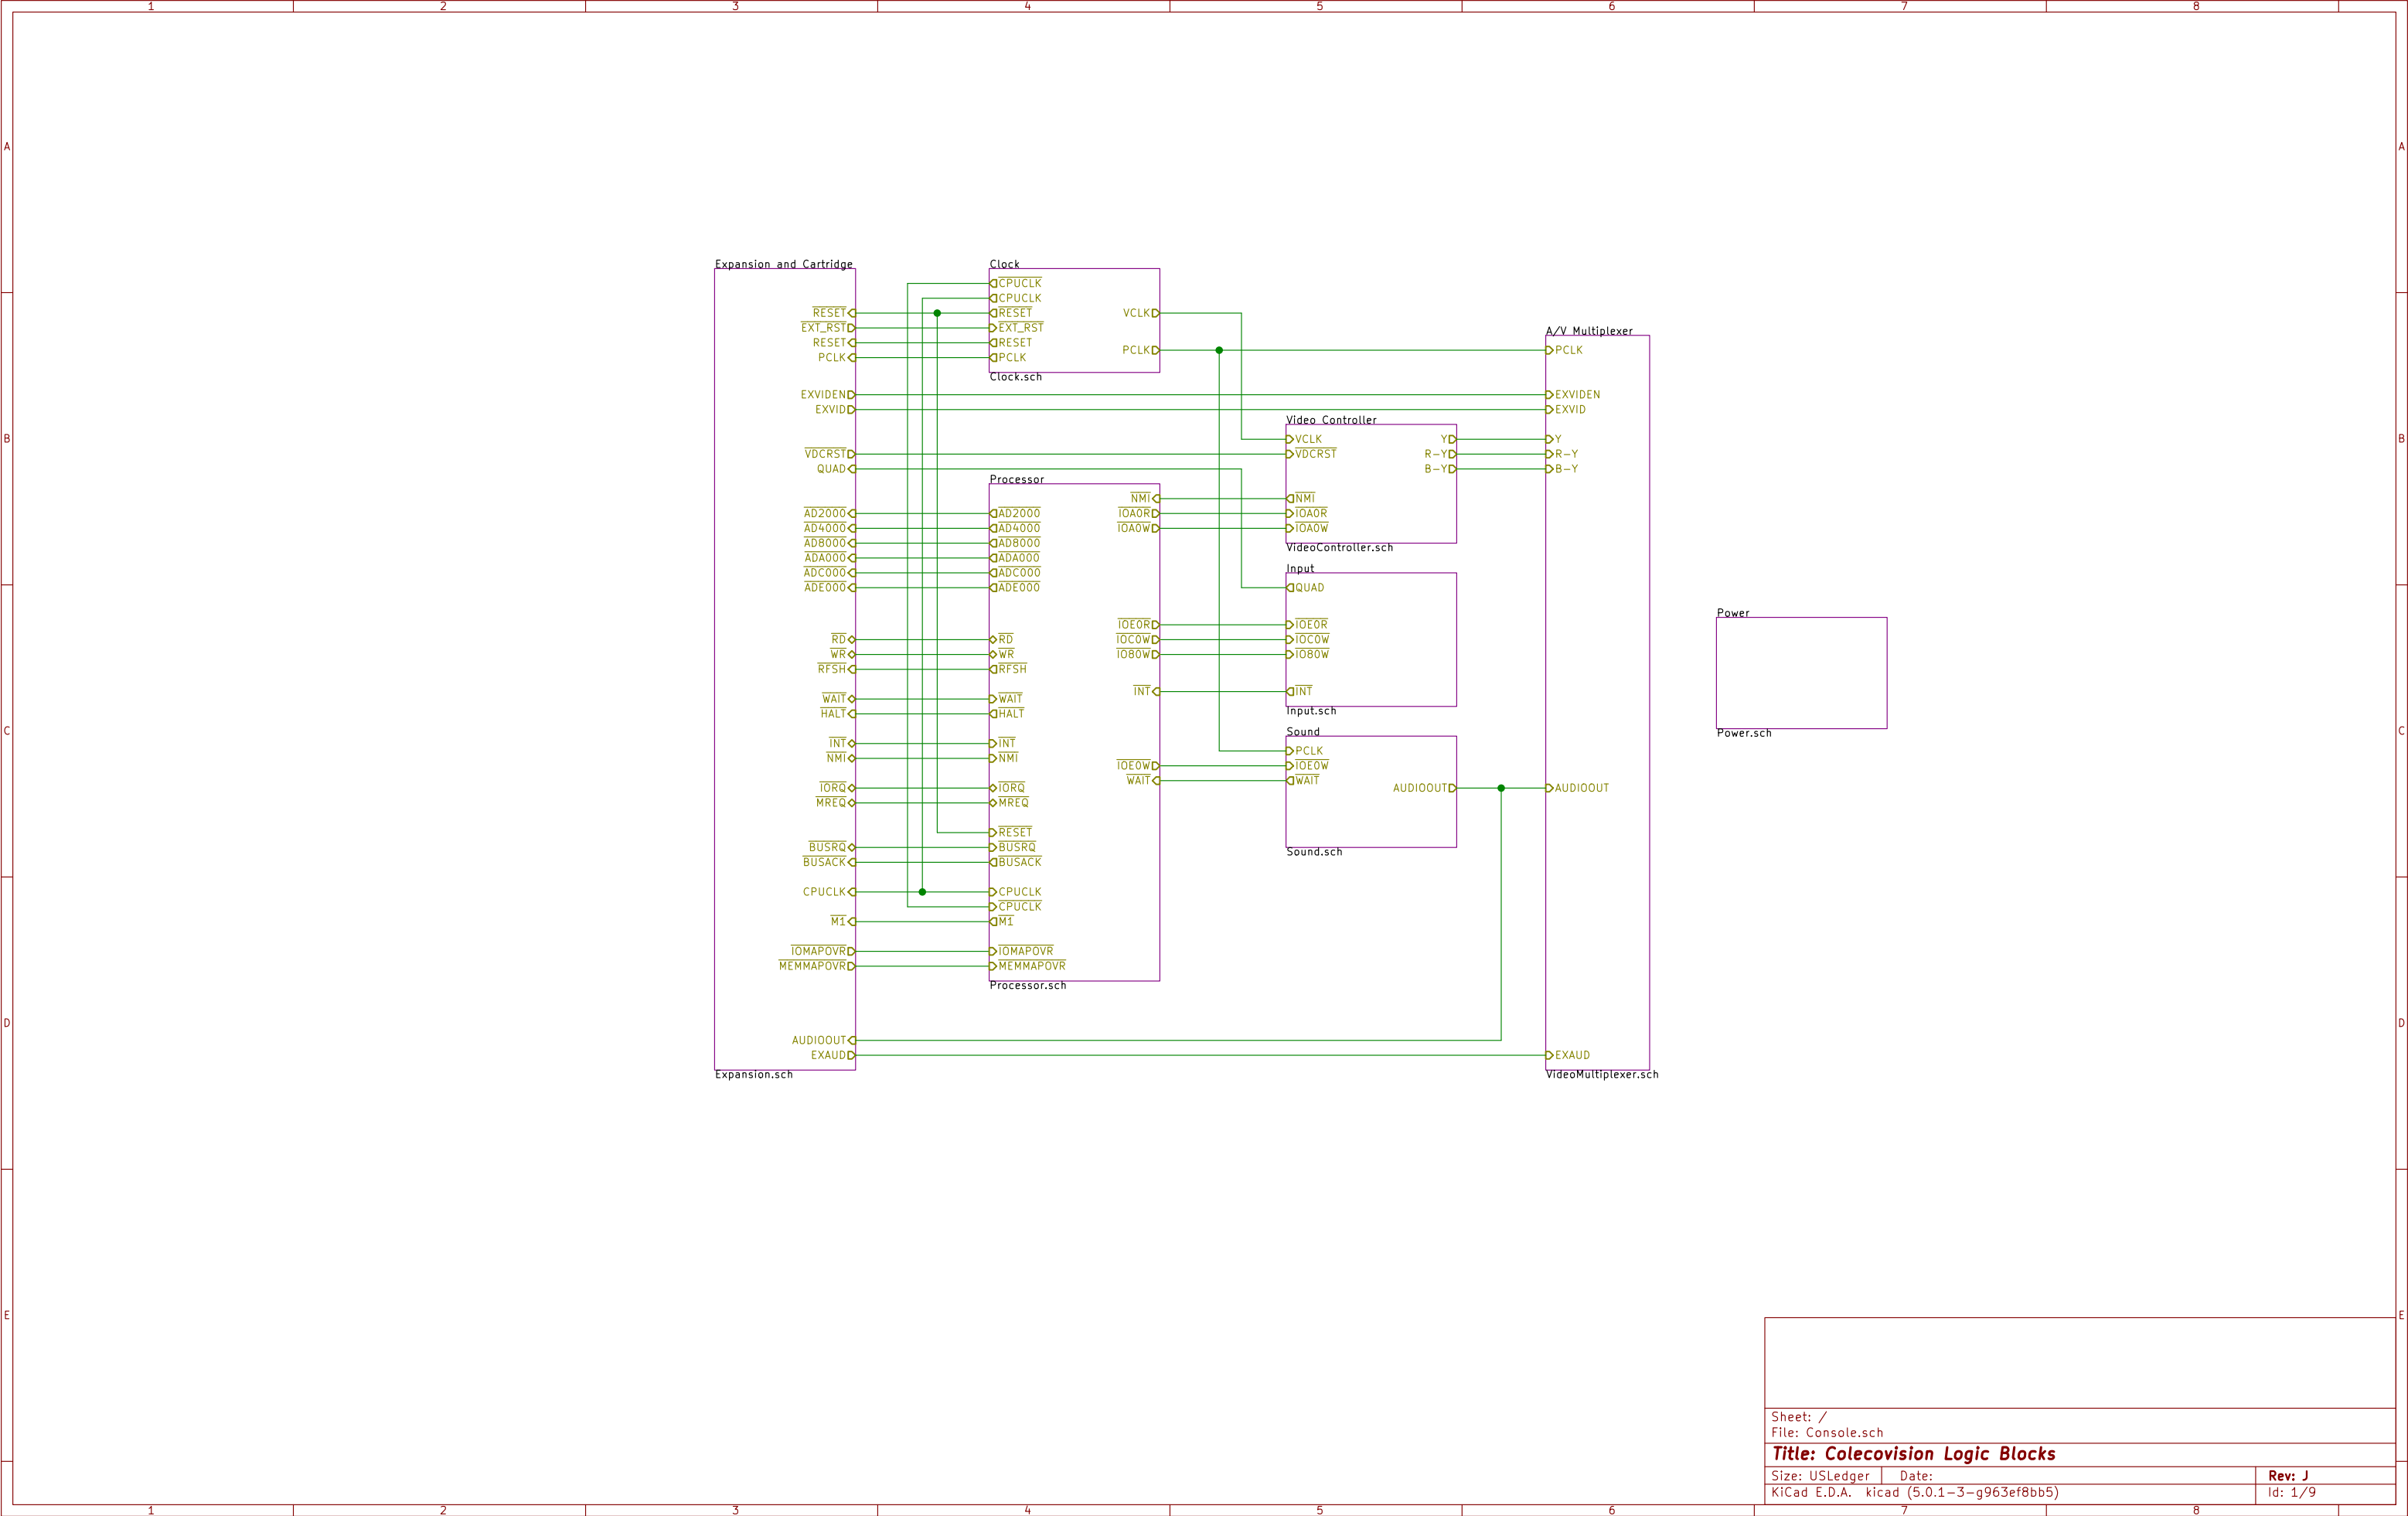 1 2 3 4 5 6 7 8
A A
B B
C C
D D
E E
Expansion and Cartridge
RESET
EXT_RST
RESET
PCLK
EXVIDEN
EXVID
VDCRST
QUAD
AD2000
AD4000
AD8000
ADA000
ADC000
ADE000
RD
WR
RFSH
WAIT
HALT
INT
NMI
IORQ
MREQ
BUSRQ
BUSACK
CPUCLK
M1
IOMAPOVR
MEMMAPOVR
AUDIOOUT
EXAUD
Expansion.sch
Clock
CPUCLK
CPUCLK
RESET
EXT_RST
RESET
PCLK
VCLK
PCLK
Clock.sch
Processor
AD2000
AD4000
AD8000
ADA000
ADC000
ADE000
RD
WR
RFSH
WAIT
HALT
INT
NMI
IORQ
MREQ
RESET
BUSRQ
BUSACK
CPUCLK
CPUCLK
M1
IOMAPOVR
MEMMAPOVR
NMI
IOA0R
IOA0W
IOE0R
IOC0W
IO80W
INT
IOE0W
WAIT
Processor.sch
Video Controller
VCLK
VDCRST
NMI
IOA0R
IOA0W
Y
R-Y
B-Y
VideoController.sch
Input
QUAD
IOE0R
IOC0W
IO80W
INT
Input.sch
Sound
PCLK
IOE0W
WAIT
AUDIOOUT
Sound.sch
A/V Multiplexer
PCLK
EXVIDEN
EXVID
Y
R-Y
B-Y
AUDIOOUT
EXAUD
VideoMultiplexer.sch
Power
Power.sch
Sheet: /
File: Console.sch
Title: Colecovision Logic Blocks
Size: USLedger Date: Rev: J
KiCad E.D.A. kicad (5.0.1-3-g963ef8bb5) Id: 1/9
1 2 3 4 5 6 7 8